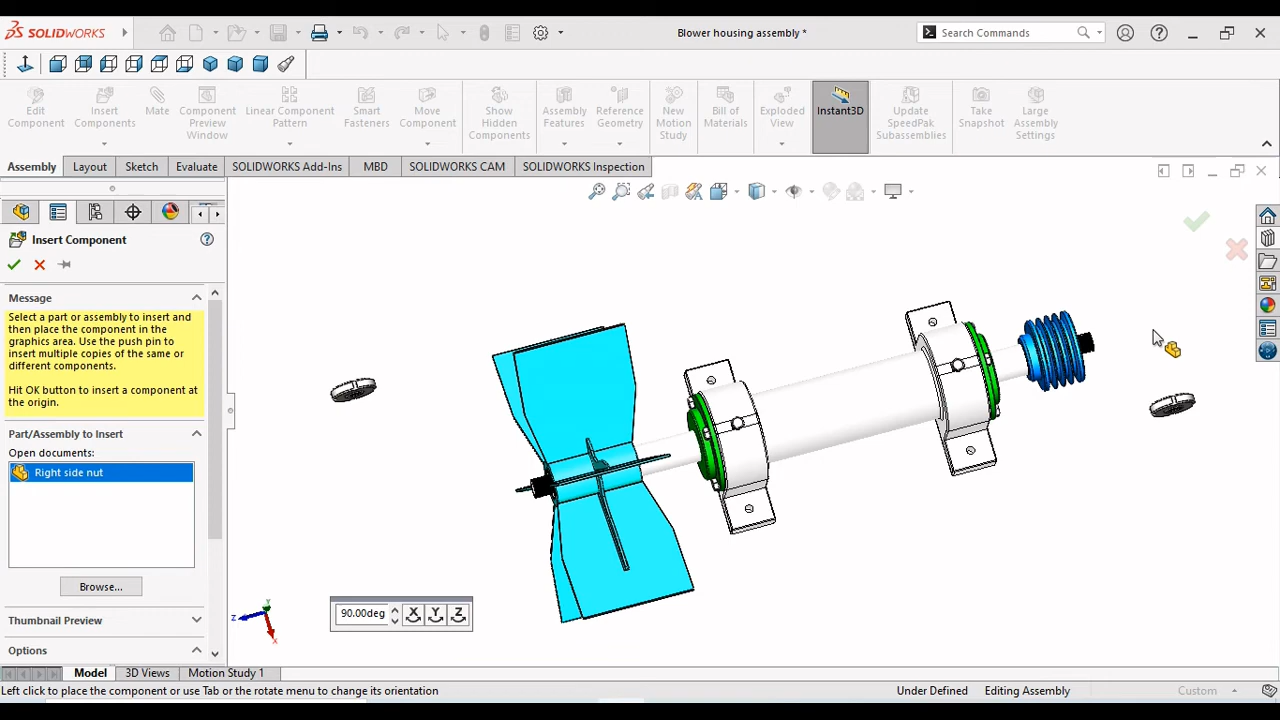 SOLIDWORKS
Blower housing assembly *
Search Commands
Edit
Component
Insert
Components
Mate
Component
Preview
Window
Linear Component
Pattern
Smart
Fasteners
Move
Component
Show
Hidden
Components
Assembly
Features
Reference
Geometry
New
Motion
Study
Bill of
Materials
Exploded
View
Instant3D
Update
SpeedPak
Subassemblies
Take
Snapshot
Large
Assembly
Settings
Assembly
Layout
Sketch
Evaluate
SOLIDWORKS Add-Ins
MBD
SOLIDWORKS CAM
SOLIDWORKS Inspection
Insert Component
Message
Select a part or assembly to insert and
then place the component in the
graphics area. Use the push pin to
insert multiple copies of the same or
different components.
Hit OK button to insert a component at
the origin.
Part/Assembly to Insert
Open documents:
Right side nut
Browse...
Thumbnail Preview
Options
90.00deg
X
Y
Z
Y
Z
X
Model
3D Views
Motion Study 1
Left click to place the component or use Tab or the rotate menu to change its orientation
Under Defined
Editing Assembly
Custom